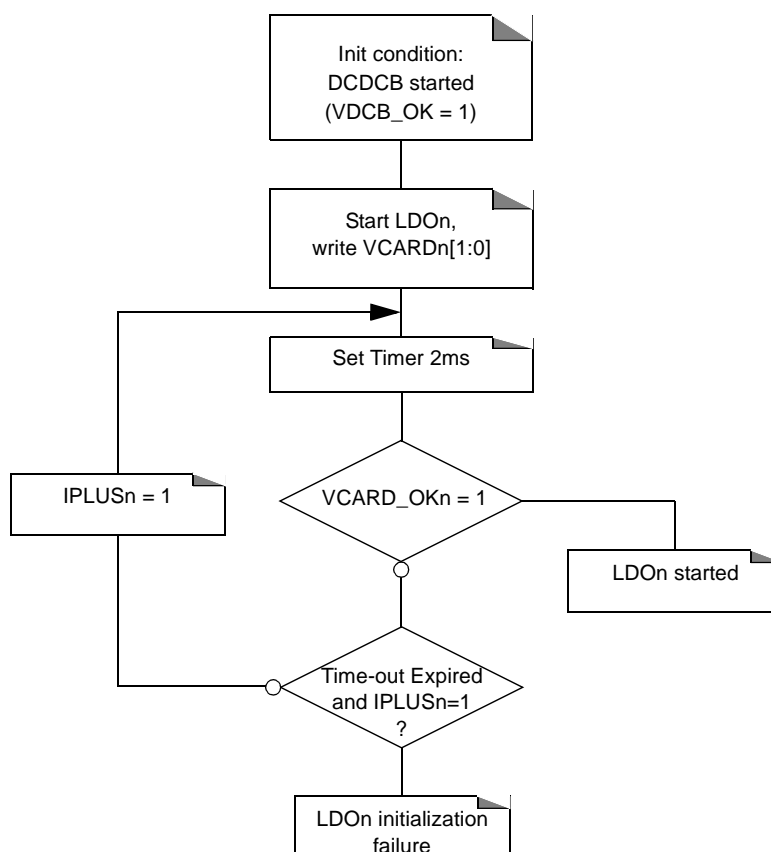 Init condition:
DCDCB started
(VDCB_OK = 1)
Start LDOn,
write VCARDn[1:0]
Set Timer 2ms
IPLUSn = 1
VCARD_OKn = 1
LDOn started
Time-out Expired
and IPLUSn=1
?
LDOn initialization
failure